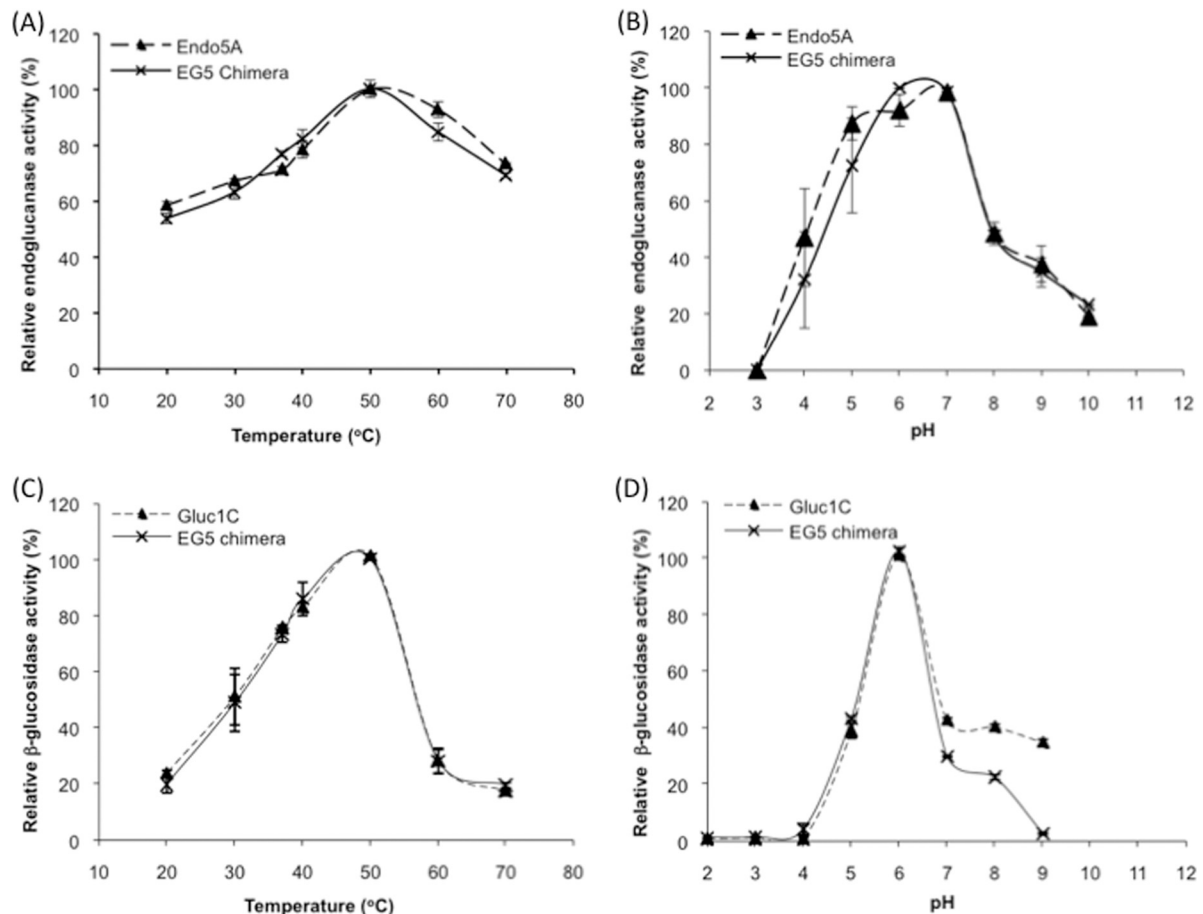 (A)
Relative endoglucanase activity (%)
120
100
80
60
40
20
0
Endo5A
EG5 Chimera
10 20 30 40 50 60 70 80
Temperature (°C)
(B)
Relative endoglucanase activity (%)
120
100
80
60
40
20
0
Endo5A
EG5 chimera
2 3 4 5 6 7 8 9 10 11 12
pH
(C)
Relative β-glucosidase activity (%)
120
100
80
60
40
20
0
Gluc1C
EG5 chimera
10 20 30 40 50 60 70 80
Temperature (°C)
(D)
Relative β-glucosidase activity (%)
120
100
80
60
40
20
0
Gluc1C
EG5 chimera
2 3 4 5 6 7 8 9 10 11 12
pH